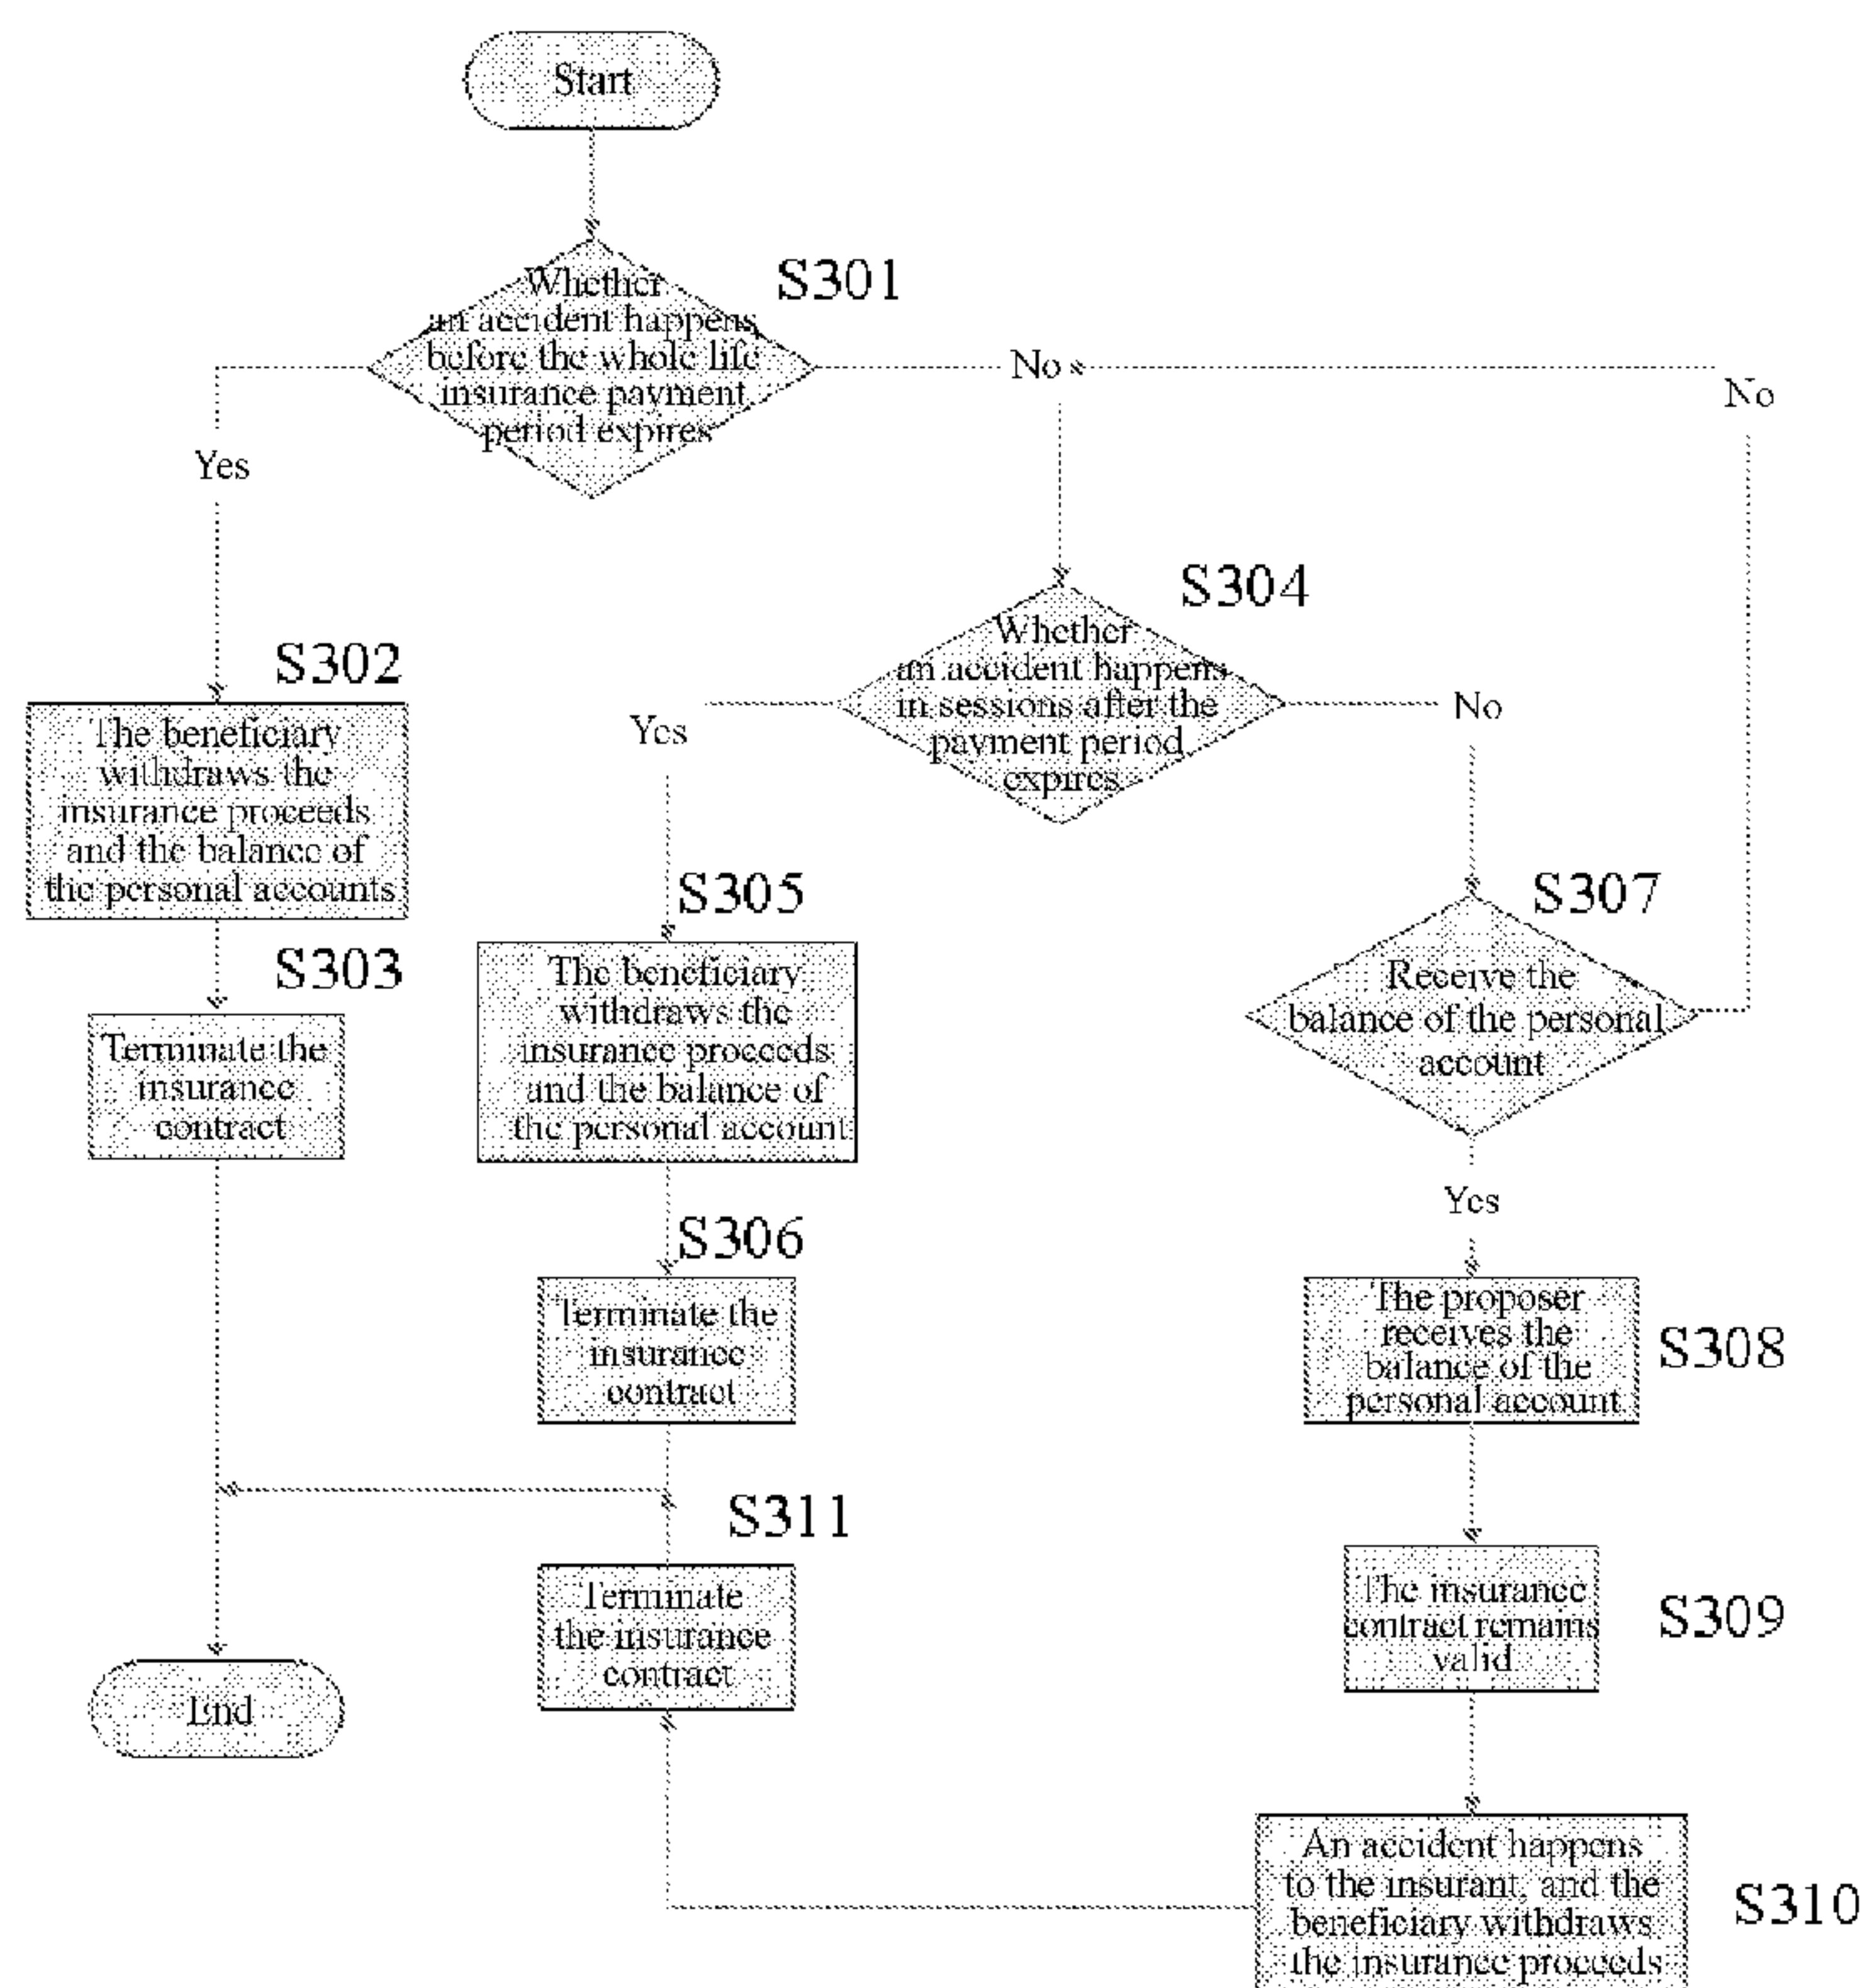 Start
S301
Whether
an accident happens
before the whole life
insurance payment
period expires
No
No
Yes
S304
Whether
an accident happens
in sessions after the
payment period
expires
Yes
No
S302
The beneficiary
withdraws the
insurance proceeds
and the balance of
the personal accounts
S305
The beneficiary
withdraws the
insurance proceeds
and the balance of
the personal account
S307
Receive the
balance of the personal
account
S303
Terminate the
insurance
contract
Yes
S306
Terminate the
insurance
contract
The proposer
receives the
balance of the
personal account
S308
S311
Terminate
the insurance
contract
The insurance
contract remains
valid
S309
End
An accident happens
to the insurant, and the
beneficiary withdraws
the insurance proceeds
S310